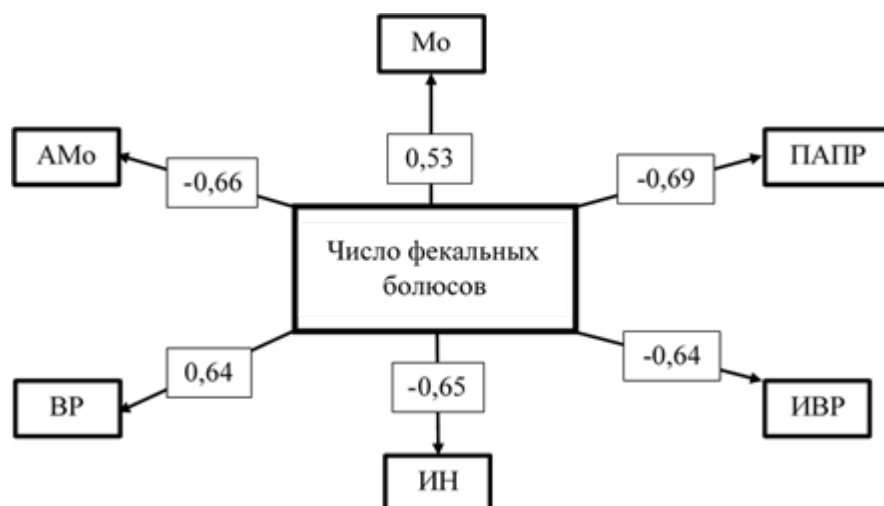 Мо
АМо
0,53
ПАПР
-0,66
-0,69
Число фекальных
болюсов
0,64
-0,65
-0,64
ВР
ИВР
ИН